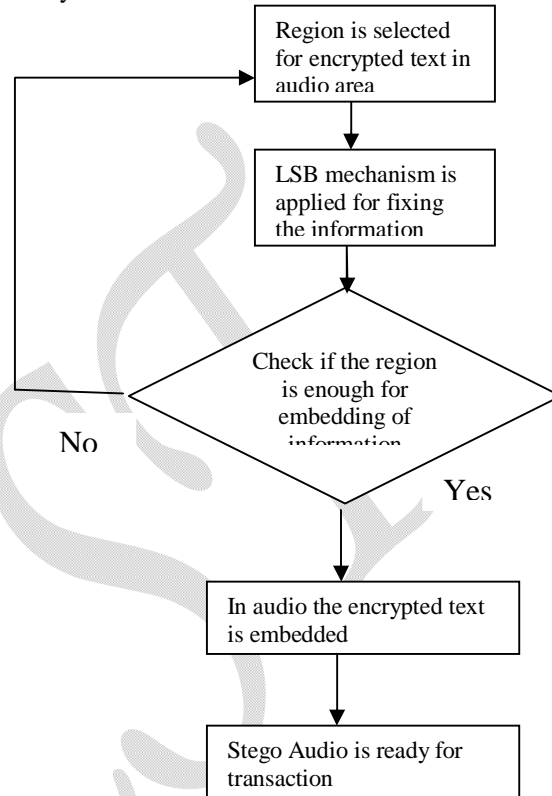 Region is selected
for encrypted text in
audio area
LSB mechanism is
applied for fixing
the information
Check if the region
is enough for
embedding of
information
No
Yes
In audio the encrypted text
is embedded
Stego Audio is ready for
transaction